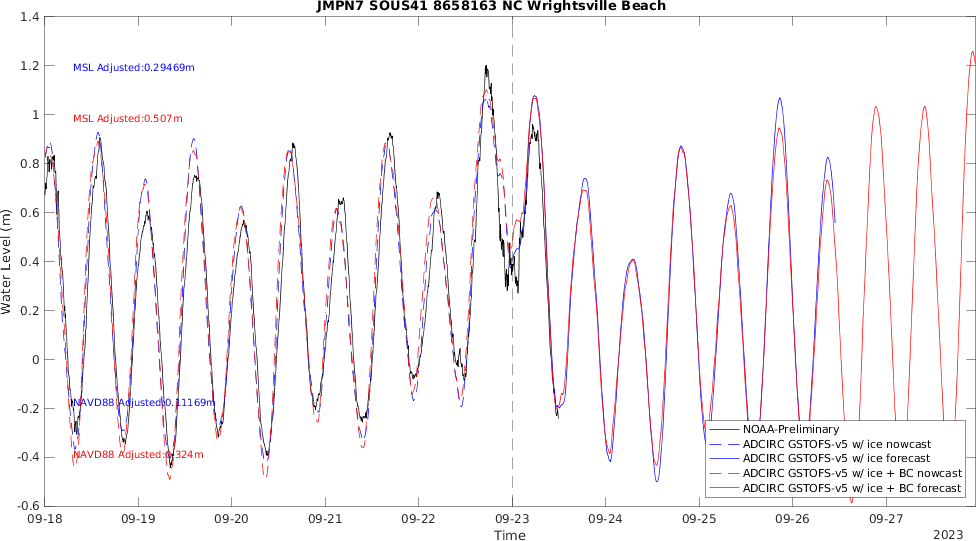 JMPN7 SOUS41 8658163 NC Wrightsville Beach
1.4
1.2
1
0.8
0.6
0.4
0.2
0
-0.2
-0.4
-0.6
Water Level (m)
MSL Adjusted:0.29469m
MSL Adjusted:0.507m
NAVD88 Adjusted:0.11169m
NAVD88 Adjusted:0.324m
NOAA-Preliminary
ADCIRC GSTOFS-v5 w/ ice nowcast
ADCIRC GSTOFS-v5 w/ ice forecast
ADCIRC GSTOFS-v5 w/ ice + BC nowcast
ADCIRC GSTOFS-v5 w/ ice + BC forecast
09-18 09-19 09-20 09-21 09-22 09-23 09-24 09-25 09-26 09-27
Time
2023